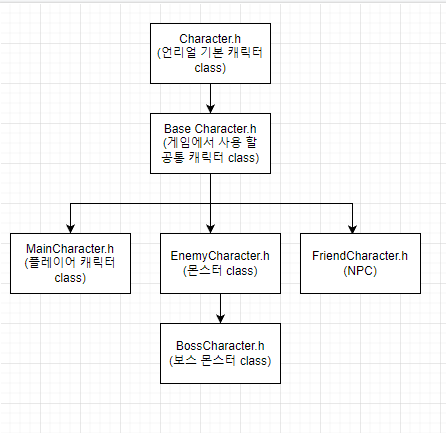 Character.h
(언리얼 기본 캐릭터
class)
Base Character.h
(게임에서 사용 할
공통 캐릭터 class)
MainCharacter.h
(플레이어 캐릭터
class)
EnemyCharacter.h
(몬스터 class)
FriendCharacter.h
(NPC)
BossCharacter.h
(보스 몬스터 class)